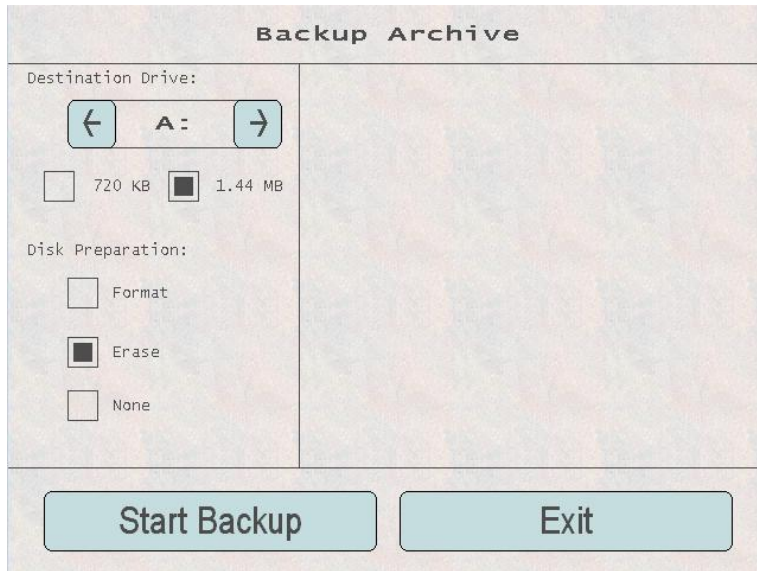 Backup Archive
Destination Drive:
A:
720 KB 1.44 MB
Disk Preparation:
Format
Erase
None
Start Backup Exit